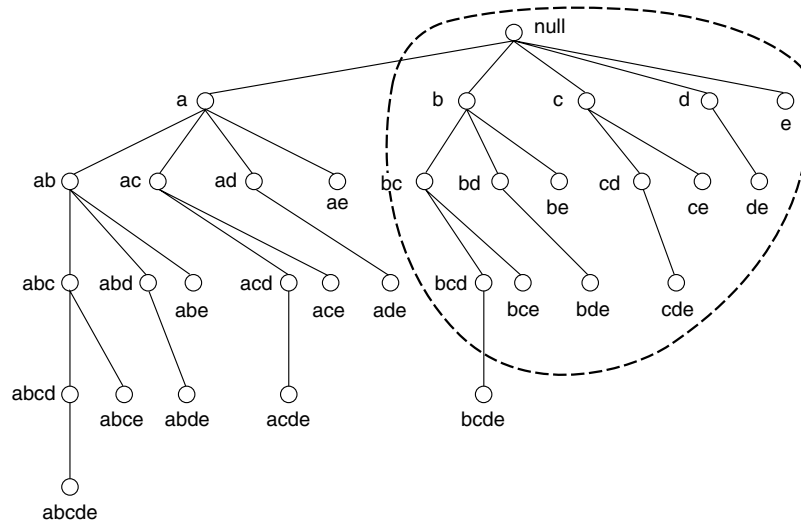 null
a b c d e
ab ac ad ae bc bd be cd ce de
abc abd abe acd ace ade bcd bce bde cde
abcd abce abde acde bcde
abcde